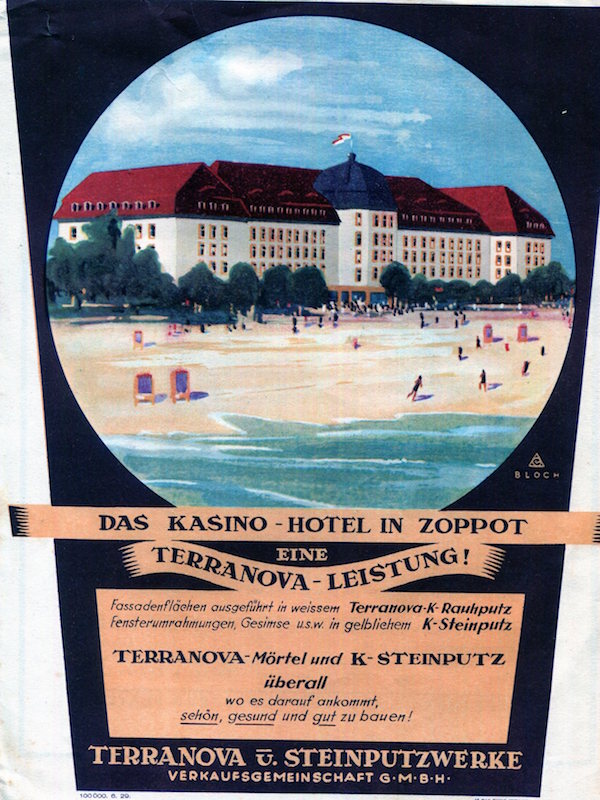 BLOCH
DAS KASINO-HOTEL IN ZOPPOT
EINE
TERRANOVA-LEISTUNG!
Fassadenflächen ausgeführt in weissem Terranova-K-Rauhputz
Fensterumrahmungen, Gesimse u.s.w. in gelblichem K-Steinputz
TERRANOVA-Mörtel und K-STEINPUTZ
überall
wo es darauf ankommt,
schön, gesund und gut zu bauen!
TERRANOVA u. STEINPUTZWERKE
VERKAUFSGEMEINSCHAFT G·M·B·H·
100000. 6. 29.